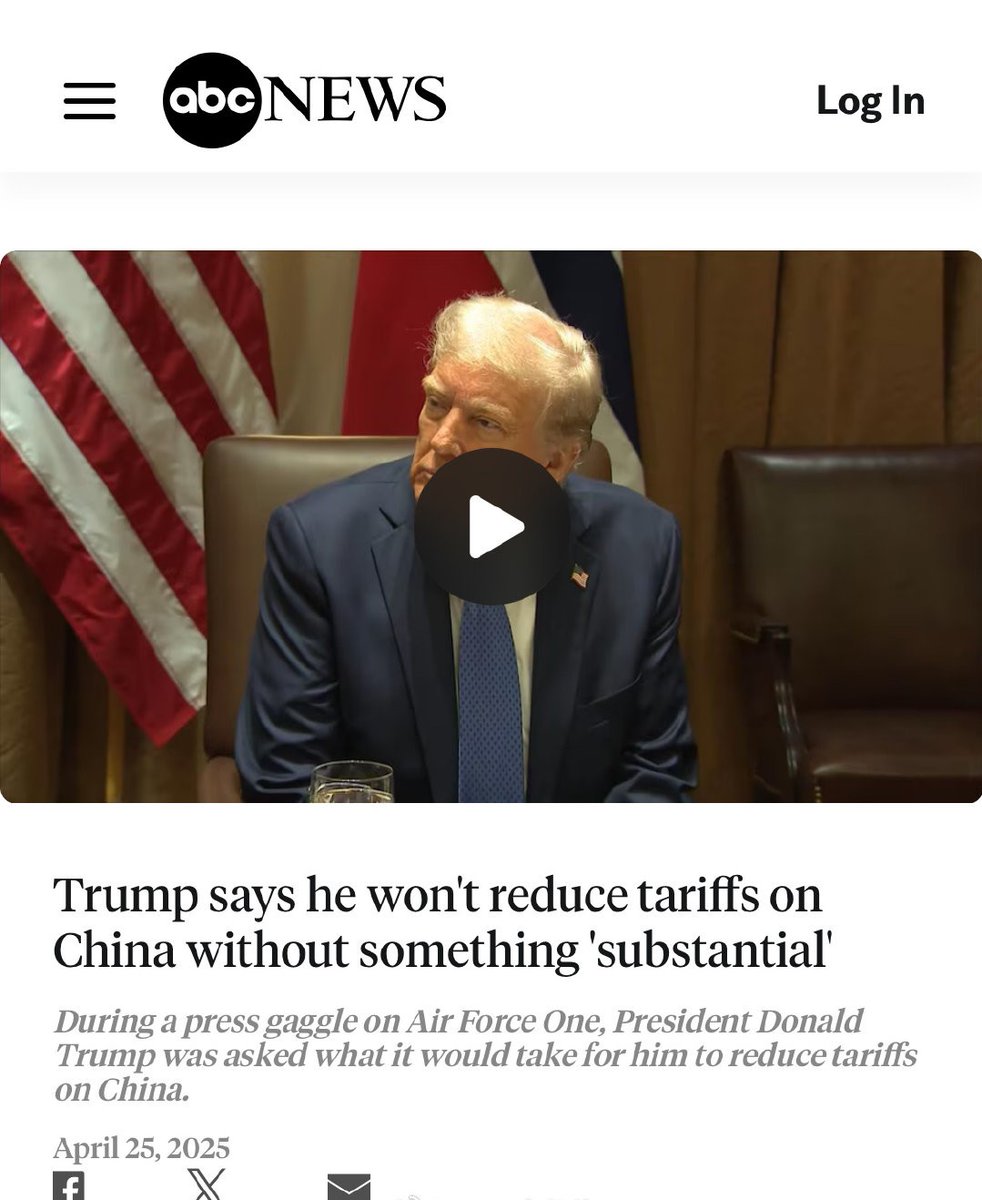 abc NEWS
Log In
Trump says he won't reduce tariffs on
China without something 'substantial'
During a press gaggle on Air Force One, President Donald
Trump was asked what it would take for him to reduce tariffs
on China.
April 25, 2025